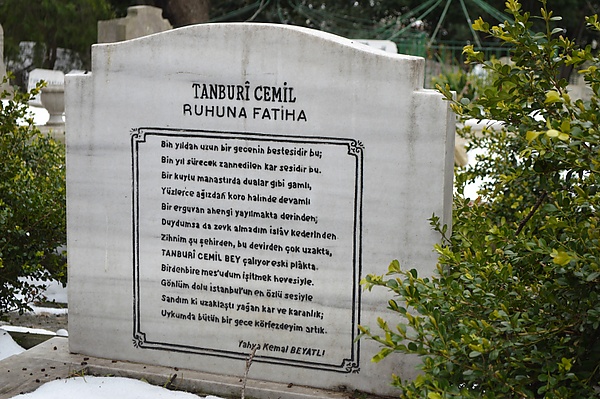 TANBURÎ CEMİL
RUHUNA FATİHA
Bin yıldan uzun bir gecenin bestesidir bu;
Bin yıl sürecek zannedilen kar sesidir bu.
Bir kuytu manastırda dualar gibi gamlı,
Yüzlerce ağızdan koro halinde devamlı
Bir erguvan ahengi yayılmakta derinden;
Duydumsa da zevk almadım islâv kederinden
Zihnim şu şehirden, bu devirden çok uzakta,
TANBURİ CEMİL BEY çalıyor eski plâkta.
Birdenbire mes'udum işitmek hevesiyle.
Gönlüm dolu İstanbul'un en özlü sesiyle
Sandım ki uzaklaştı yağan kar ve karanlık;
Uykumda bütün bir gece körfezdeyim artık.
Yahya Kemal BEYATLI